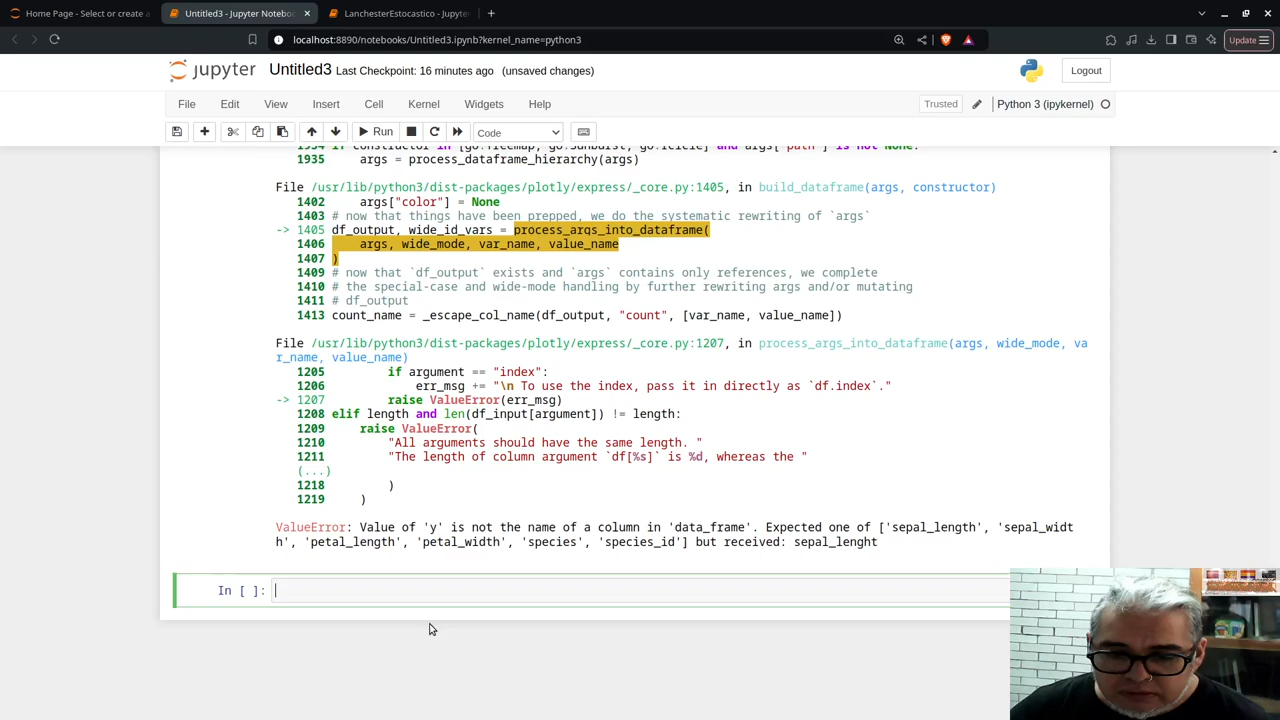 Home Page - Select or create a
Untitled3 - Jupyter Noteboo
LanchesterEstocastico - Jupyte
localhost:8890/notebooks/Untitled3.ipynb?kernel_name=python3
Update
jupyter Untitled3 Last Checkpoint: 16 minutes ago (unsaved changes)
Logout
File Edit View Insert Cell Kernel Widgets Help
Trusted
Python 3 (ipykernel)
Run
Code
1934 if constructor in [go.Treemap, go.Sunburst, go.Icicle] and args["path"] is not None:
1935     args = process_dataframe_hierarchy(args)
File /usr/lib/python3/dist-packages/plotly/express/_core.py:1405, in build_dataframe(args, constructor)
1402     args["color"] = None
1403 # now that things have been prepped, we do the systematic rewriting of `args`
-> 1405 df_output, wide_id_vars = process_args_into_dataframe(
1406     args, wide_mode, var_name, value_name
1407 )
1409 # now that `df_output` exists and `args` contains only references, we complete
1410 # the special-case and wide-mode handling by further rewriting args and/or mutating
1411 # df_output
1413 count_name = _escape_col_name(df_output, "count", [var_name, value_name])
File /usr/lib/python3/dist-packages/plotly/express/_core.py:1207, in process_args_into_dataframe(args, wide_mode, va
r_name, value_name)
1205         if argument == "index":
1206             err_msg += "\n To use the index, pass it in directly as `df.index`."
-> 1207         raise ValueError(err_msg)
1208 elif length and len(df_input[argument]) != length:
1209     raise ValueError(
1210         "All arguments should have the same length. "
1211         "The length of column argument `df[%s]` is %d, whereas the "
(...)
1218         )
1219     )
ValueError: Value of 'y' is not the name of a column in 'data_frame'. Expected one of ['sepal_length', 'sepal_widt
h', 'petal_length', 'petal_width', 'species', 'species_id'] but received: sepal_lenght
In [ ]: